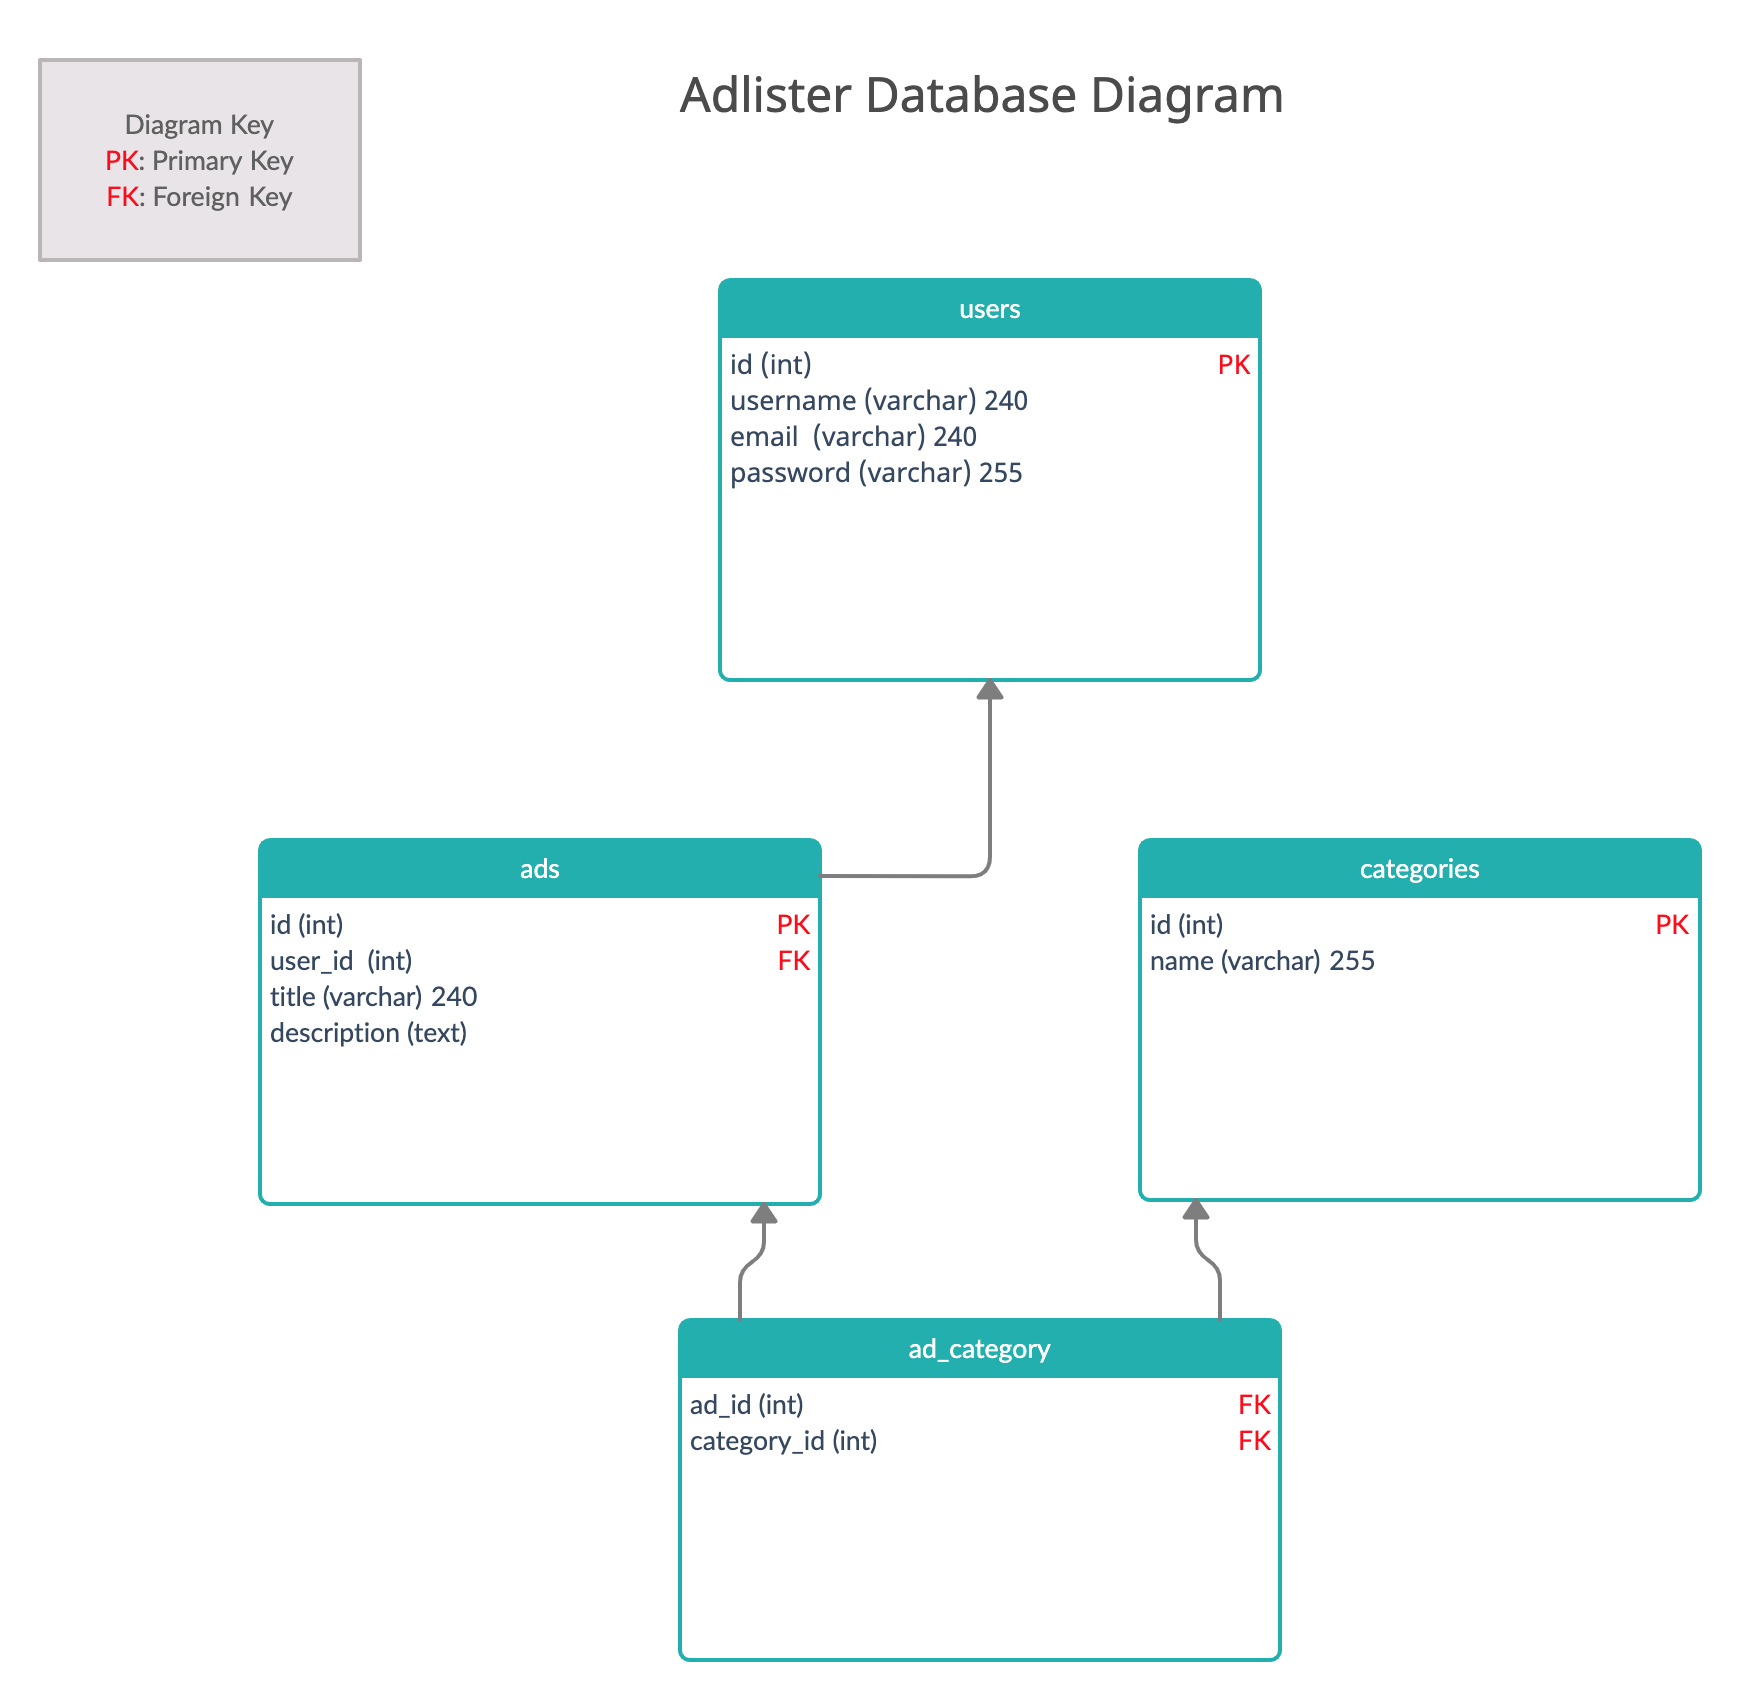 Adlister Database Diagram
Diagram Key
PK: Primary Key
FK: Foreign Key
users
id (int) PK
username (varchar) 240
email  (varchar) 240
password (varchar) 255
ads
id (int) PK
user_id  (int) FK
title (varchar) 240
description (text)
categories
id (int) PK
name (varchar) 255
ad_category
ad_id (int) FK
category_id (int) FK